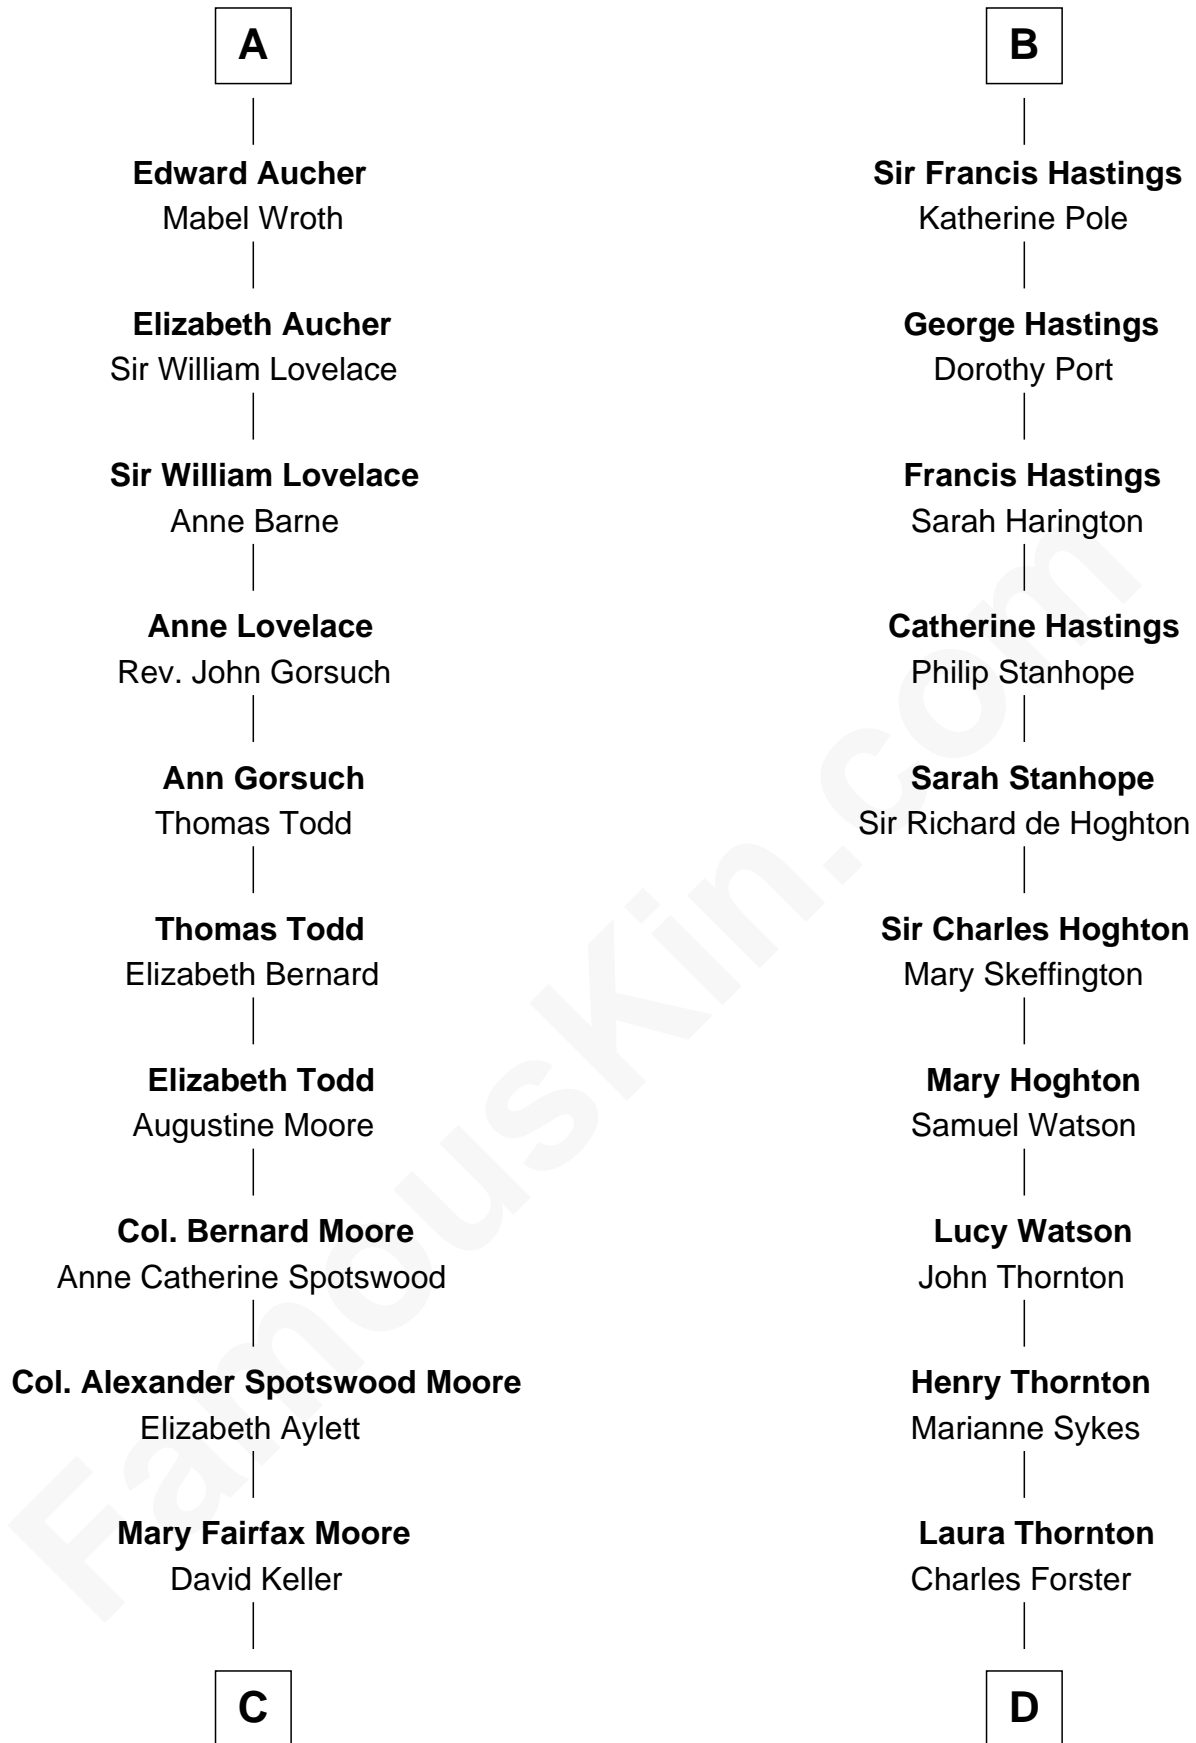 A
Edward Aucher
Mabel Wroth
Elizabeth Aucher
Sir William Lovelace
Sir William Lovelace
Anne Barne
Anne Lovelace
Rev. John Gorsuch
Ann Gorsuch
Thomas Todd
Thomas Todd
Elizabeth Bernard
Elizabeth Todd
Augustine Moore
Col. Bernard Moore
Anne Catherine Spotswood
Col. Alexander Spotswood Moore
Elizabeth Aylett
Mary Fairfax Moore
David Keller
C
B
Sir Francis Hastings
Katherine Pole
George Hastings
Dorothy Port
Francis Hastings
Sarah Harington
Catherine Hastings
Philip Stanhope
Sarah Stanhope
Sir Richard de Hoghton
Sir Charles Hoghton
Mary Skeffington
Mary Hoghton
Samuel Watson
Lucy Watson
John Thornton
Henry Thornton
Marianne Sykes
Laura Thornton
Charles Forster
D
FamousKin.com